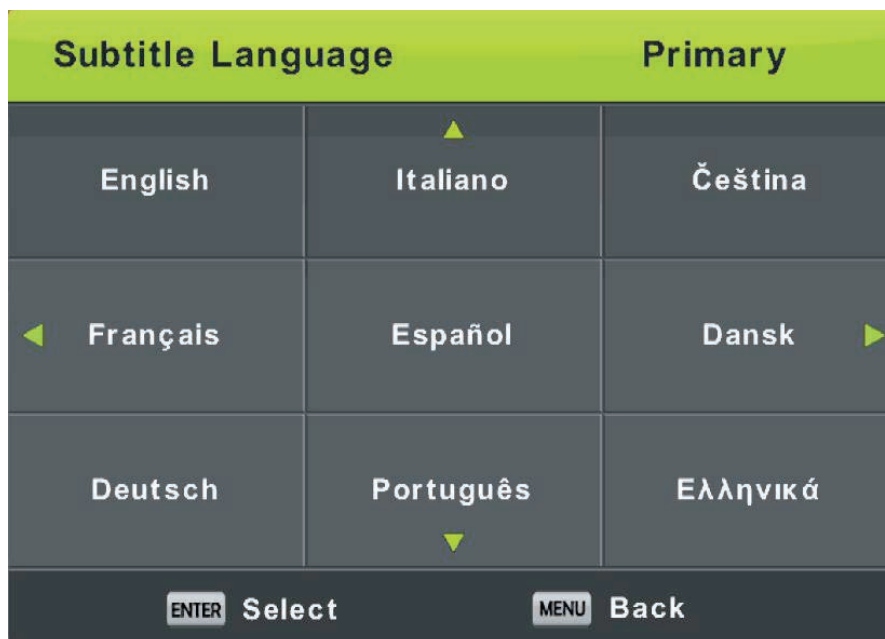 Subtitle Language Primary
English Italiano Čeština
Français Español Dansk
Deutsch Português Ελληνικά
ENTER Select MENU Back